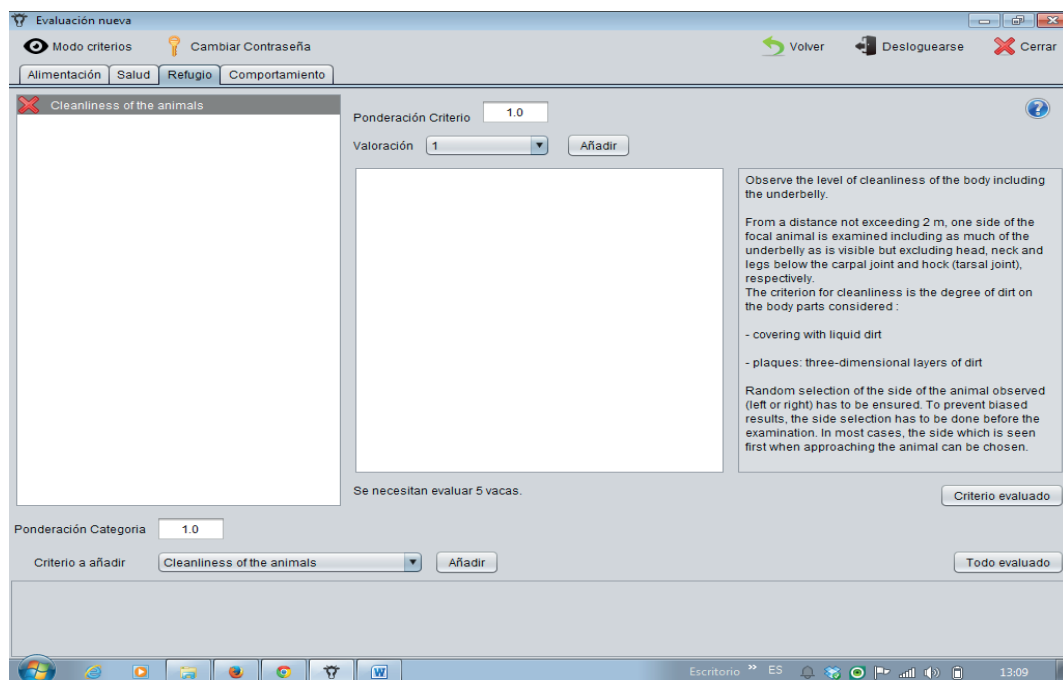 Evaluación nueva
Modo criterios
Cambiar Contraseña
Volver
Desloguearse
Cerrar
Alimentación
Salud
Refugio
Comportamiento
Cleanliness of the animals
Ponderación Criterio
1.0
Valoración
1
Añadir
Observe the level of cleanliness of the body including
the underbelly.
From a distance not exceeding 2 m, one side of the
focal animal is examined including as much of the
underbelly as is visible but excluding head, neck and
legs below the carpal joint and hock (tarsal joint),
respectively.
The criterion for cleanliness is the degree of dirt on
the body parts considered :
- covering with liquid dirt
- plaques: three-dimensional layers of dirt
Random selection of the side of the animal observed
(left or right) has to be ensured. To prevent biased
results, the side selection has to be done before the
examination. In most cases, the side which is seen
first when approaching the animal can be chosen.
Se necesitan evaluar 5 vacas.
Criterio evaluado
Ponderación Categoria
1.0
Criterio a añadir
Cleanliness of the animals
Añadir
Todo evaluado
Escritorio
ES
13:09